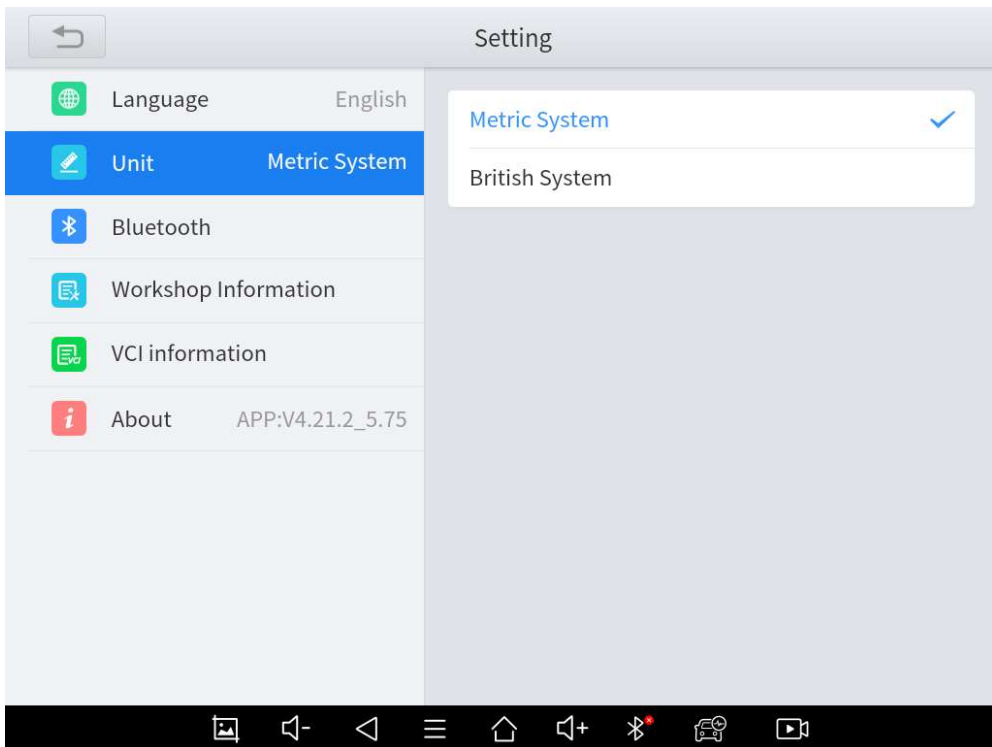 Setting
Language English
Unit Metric System
Bluetooth
Workshop Information
VCI information
About APP:V4.21.2_5.75
Metric System
British System